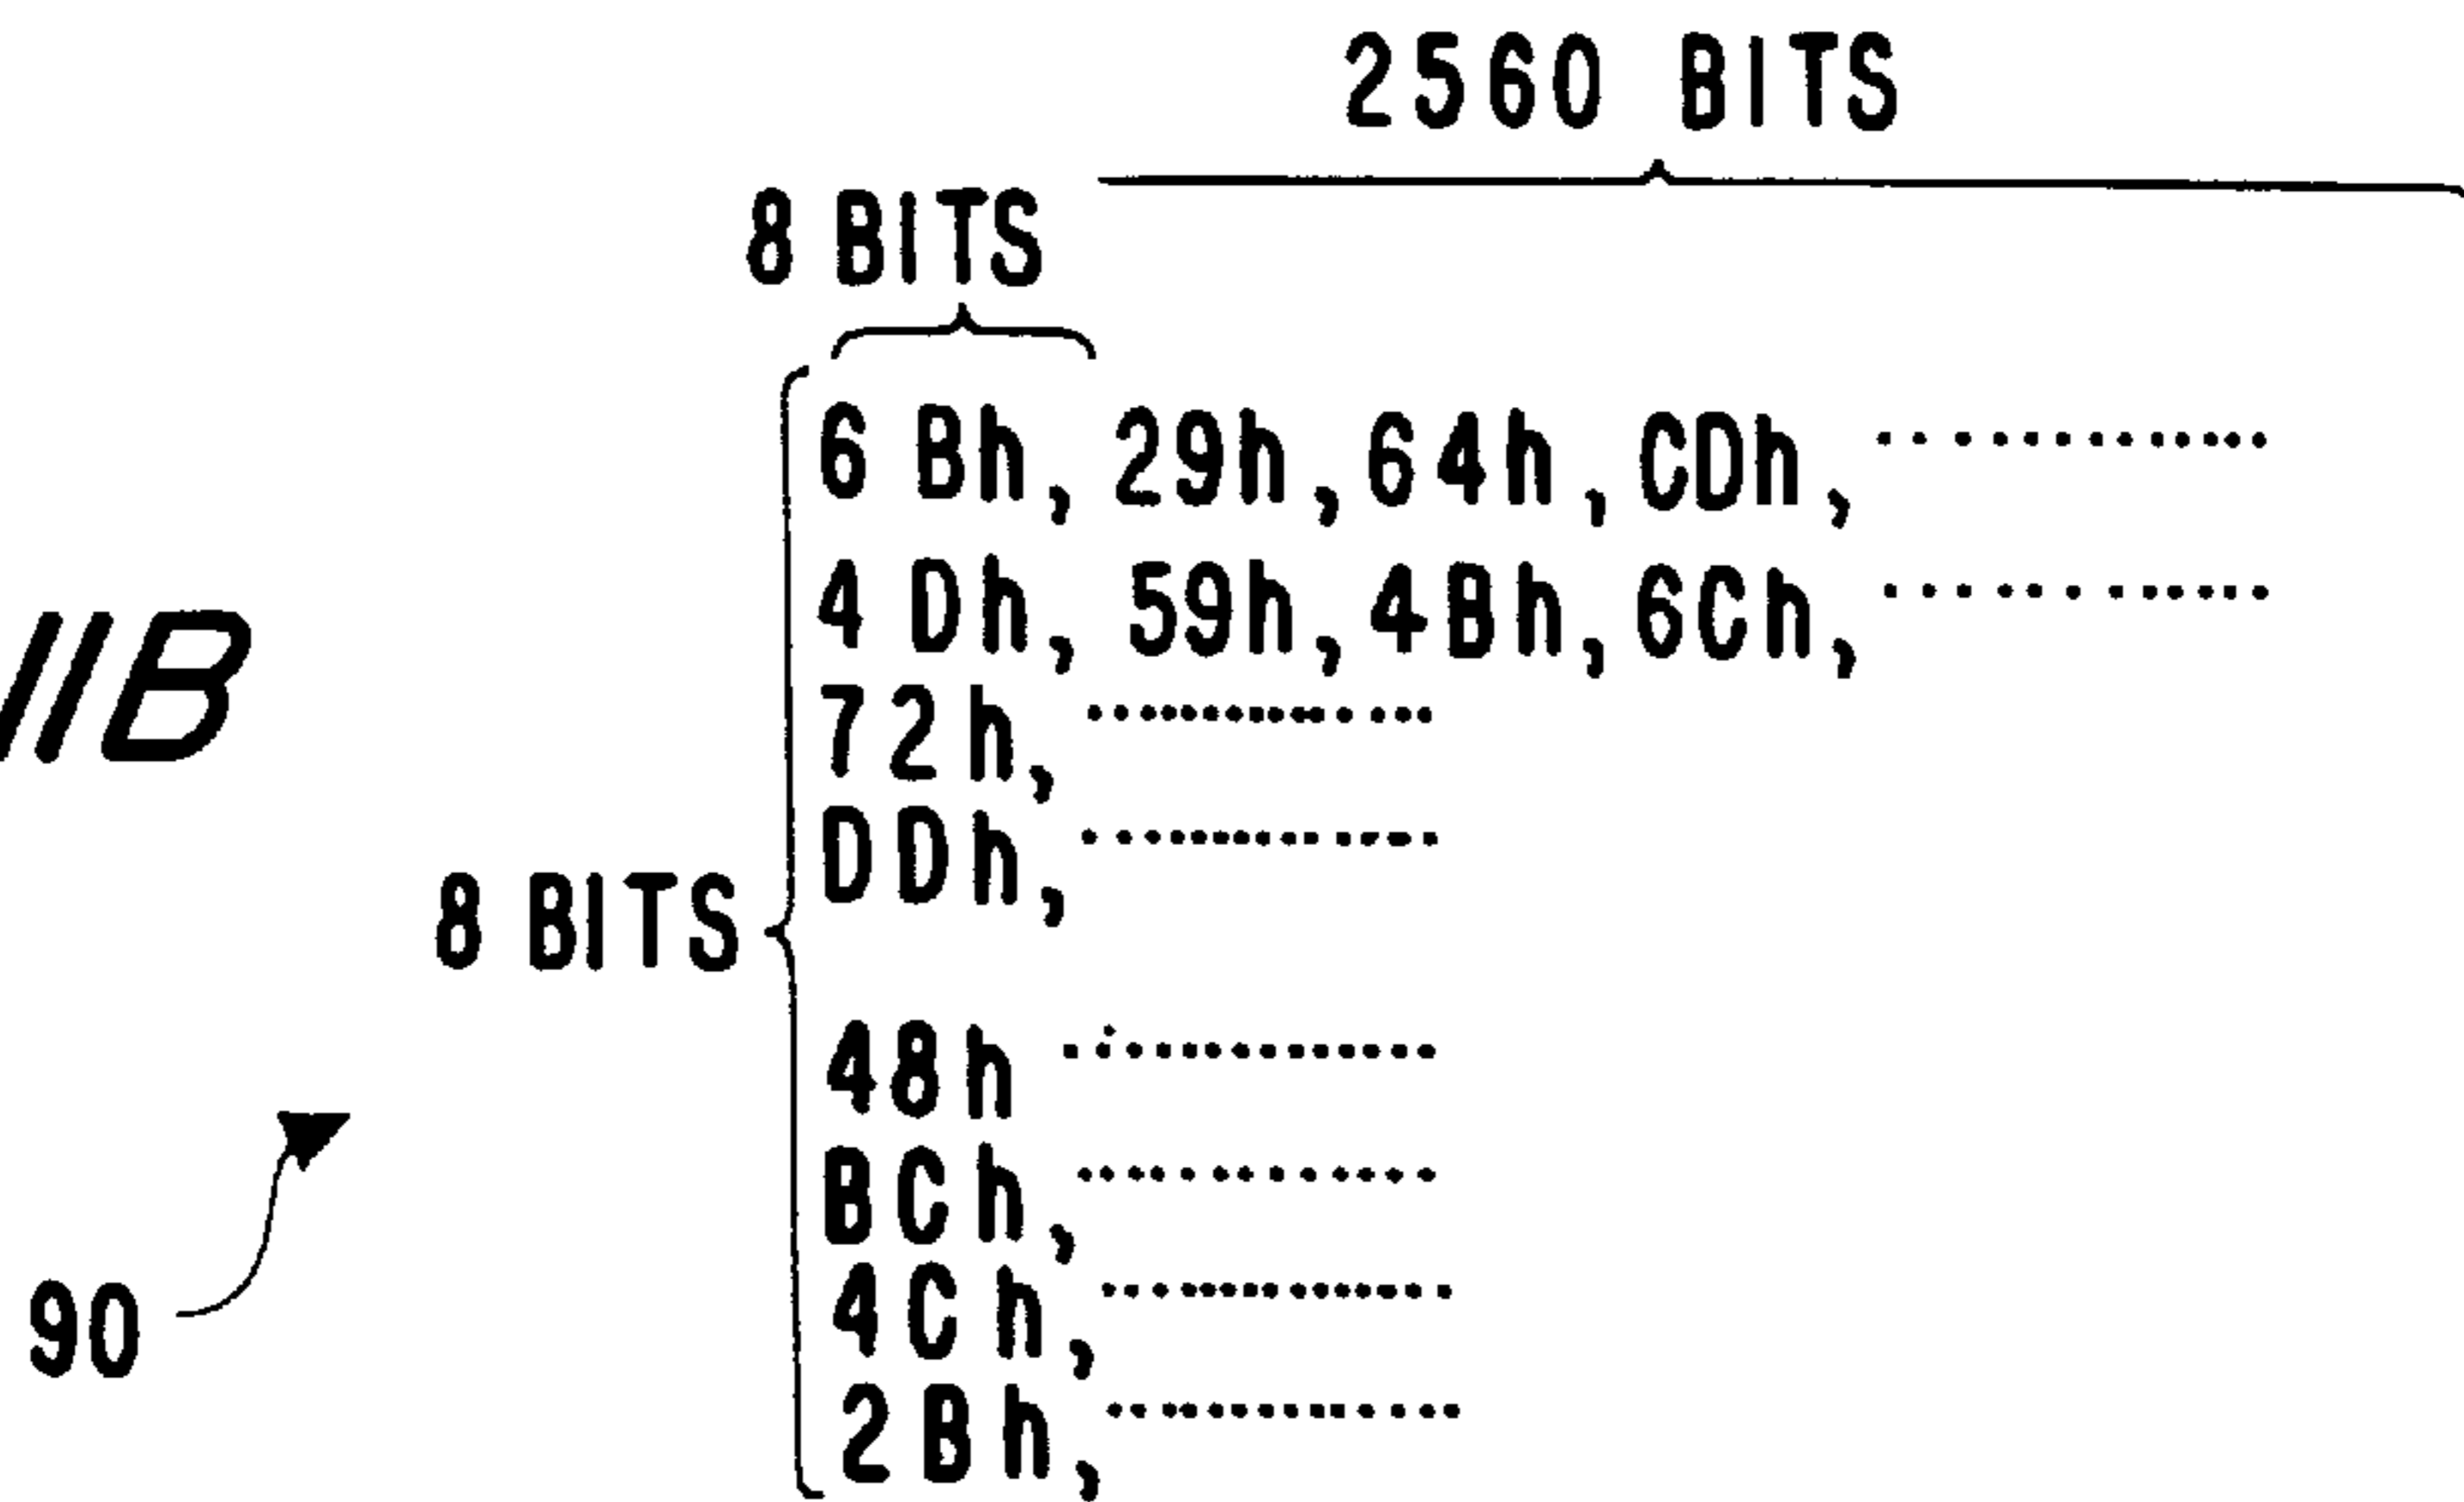 2560 BITS
8 BITS
6 Bh, 29h, 64h, CDh, .............
4 Dh, 59h, 4Bh, 6Ch, ............
11B
72h, ..............
DDh, ..............
8 BITS
48h ..............
BCh, .............
4Ch, ..............
90
2Bh, .............